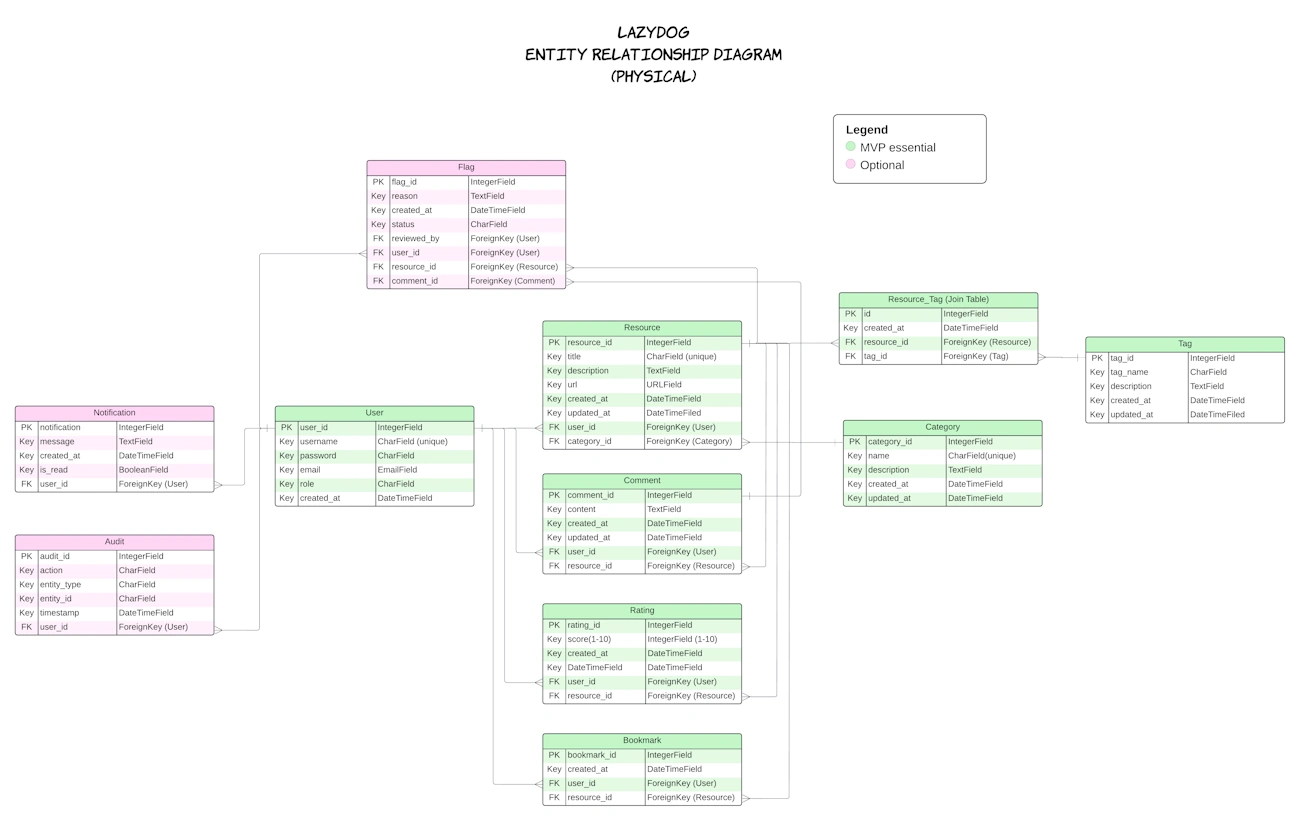 LAZYDOG
ENTITY RELATIONSHIP DIAGRAM
(PHYSICAL)
Legend
MVP essential
Optional
Flag
PK flag_id IntegerField
Key reason TextField
Key created_at DateTimeField
Key status CharField
FK reviewed_by ForeignKey (User)
FK user_id ForeignKey (User)
FK resource_id ForeignKey (Resource)
FK comment_id ForeignKey (Comment)
Resource_Tag (Join Table)
PK id IntegerField
Key created_at DateTimeField
FK resource_id ForeignKey (Resource)
FK tag_id ForeignKey (Tag)
Resource
PK resource_id IntegerField
Key title CharField (unique)
Key description TextField
Key url URLField
Key created_at DateTimeField
Key updated_at DateTimeFiled
FK user_id ForeignKey (User)
FK category_id ForeignKey (Category)
Tag
PK tag_id IntegerField
Key tag_name CharField
Key description TextField
Key created_at DateTimeField
Key updated_at DateTimeFiled
Notification
PK notification IntegerField
Key message TextField
Key created_at DateTimeField
Key is_read BooleanField
FK user_id ForeignKey (User)
User
PK user_id IntegerField
Key username CharField (unique)
Key password CharField
Key email EmailField
Key role CharField
Key created_at DateTimeField
Category
PK category_id IntegerField
Key name CharField(unique)
Key description TextField
Key created_at DateTimeField
Key updated_at DateTimeField
Comment
PK comment_id IntegerField
Key content TextField
Key created_at DateTimeField
Key updated_at DateTimeField
FK user_id ForeignKey (User)
FK resource_id ForeignKey (Resource)
Audit
PK audit_id IntegerField
Key action CharField
Key entity_type CharField
Key entity_id CharField
Key timestamp DateTimeField
FK user_id ForeignKey (User)
Rating
PK rating_id IntegerField
Key score(1-10) IntegerField (1-10)
Key created_at DateTimeField
Key DateTimeField DateTimeField
FK user_id ForeignKey (User)
FK resource_id ForeignKey (Resource)
Bookmark
PK bookmark_id IntegerField
Key created_at DateTimeField
FK user_id ForeignKey (User)
FK resource_id ForeignKey (Resource)